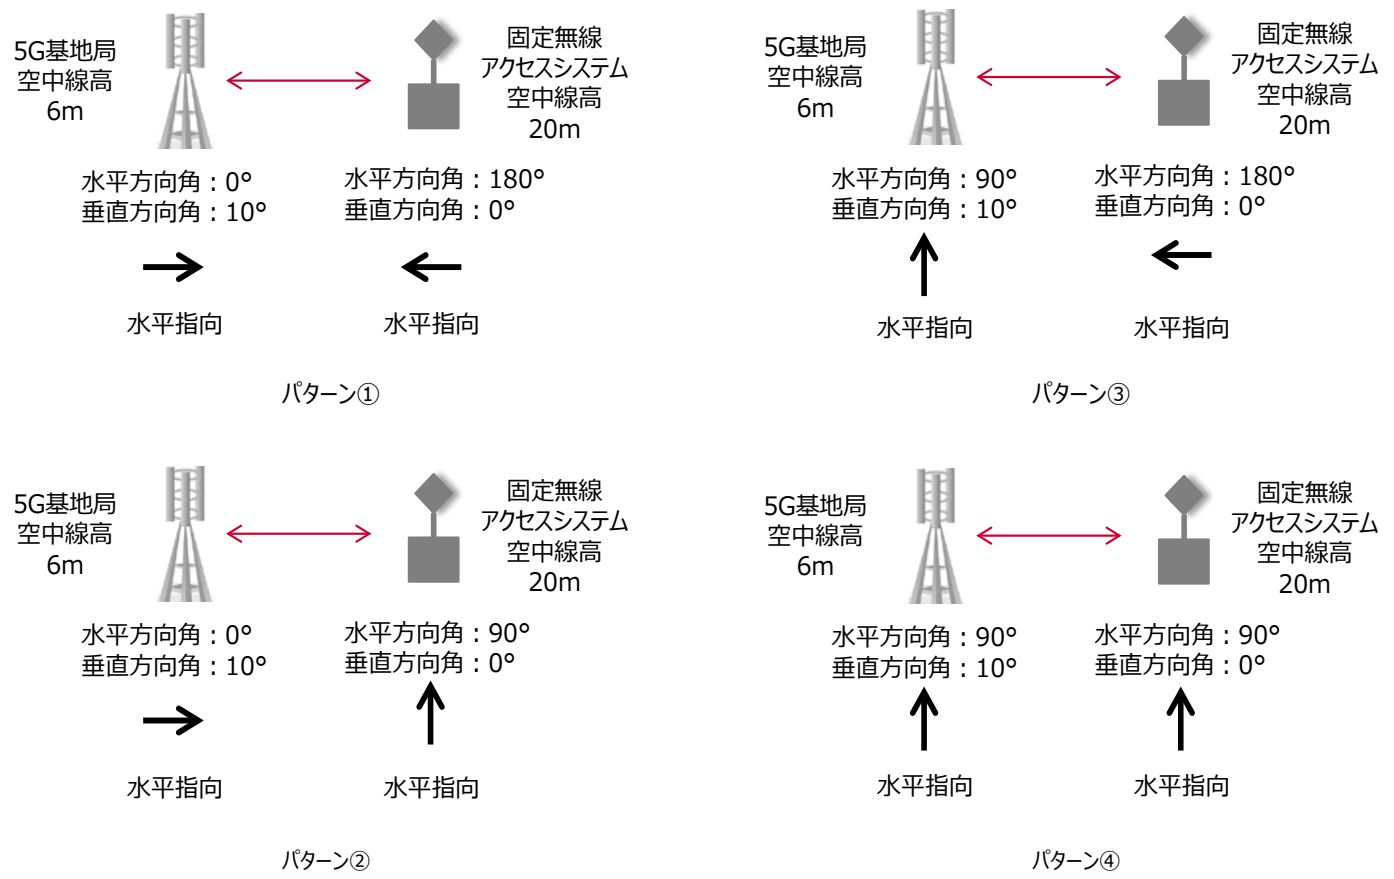 5G基地局
空中線高
6m
固定無線
アクセスシステム
空中線高
20m
水平方向角：0°
垂直方向角：10°
水平方向角：180°
垂直方向角：0°
水平指向
水平指向
パターン①
5G基地局
空中線高
6m
固定無線
アクセスシステム
空中線高
20m
水平方向角：90°
垂直方向角：10°
水平方向角：180°
垂直方向角：0°
水平指向
水平指向
パターン③
5G基地局
空中線高
6m
固定無線
アクセスシステム
空中線高
20m
水平方向角：0°
垂直方向角：10°
水平方向角：90°
垂直方向角：0°
水平指向
水平指向
パターン②
5G基地局
空中線高
6m
固定無線
アクセスシステム
空中線高
20m
水平方向角：90°
垂直方向角：10°
水平方向角：90°
垂直方向角：0°
水平指向
水平指向
パターン④